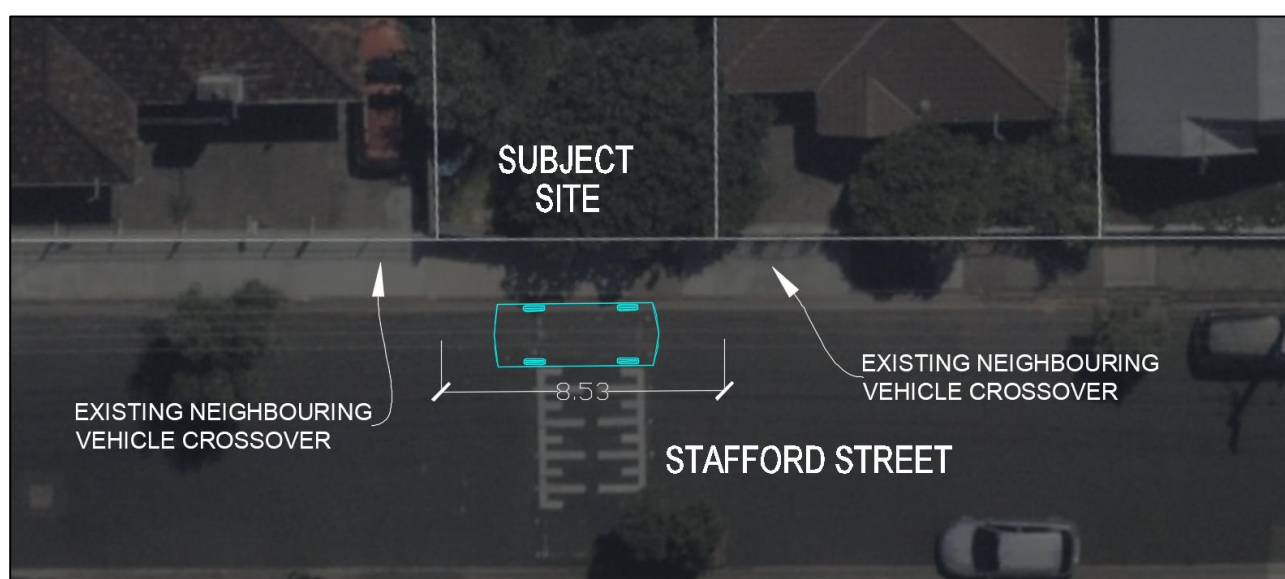 SUBJECT
SITE
8.53
EXISTING NEIGHBOURING
VEHICLE CROSSOVER
EXISTING NEIGHBOURING
VEHICLE CROSSOVER
STAFFORD STREET